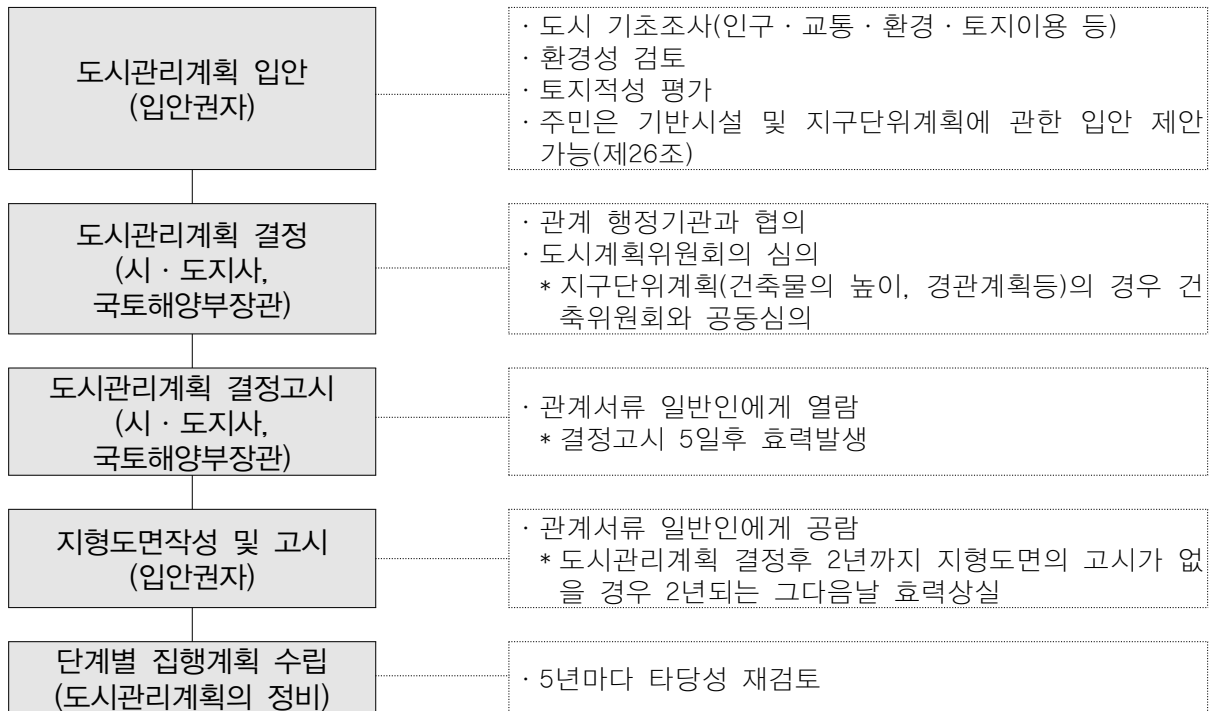 도시관리계획 입안
(입안권자)
· 도시 기초조사(인구 · 교통 · 환경 · 토지이용 등)
· 환경성 검토
· 토지적성 평가
· 주민은 기반시설 및 지구단위계획에 관한 입안 제안
가능(제26조)
도시관리계획 결정
(시 · 도지사,
국토해양부장관)
· 관계 행정기관과 협의
· 도시계획위원회의 심의
* 지구단위계획(건축물의 높이, 경관계획등)의 경우 건
축위원회와 공동심의
도시관리계획 결정고시
(시 · 도지사,
국토해양부장관)
· 관계서류 일반인에게 열람
* 결정고시 5일후 효력발생
지형도면작성 및 고시
(입안권자)
· 관계서류 일반인에게 공람
* 도시관리계획 결정후 2년까지 지형도면의 고시가 없
을 경우 2년되는 그다음날 효력상실
단계별 집행계획 수립
(도시관리계획의 정비)
· 5년마다 타당성 재검토